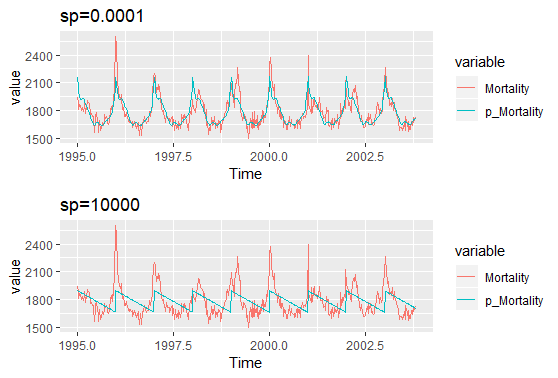 sp=0.0001
2400
2100
1800
1500
value
1995.0 1997.5 2000.0 2002.5
Time
variable
Mortality
p_Mortality
sp=10000
2400
2100
1800
1500
value
1995.0 1997.5 2000.0 2002.5
Time
variable
Mortality
p_Mortality